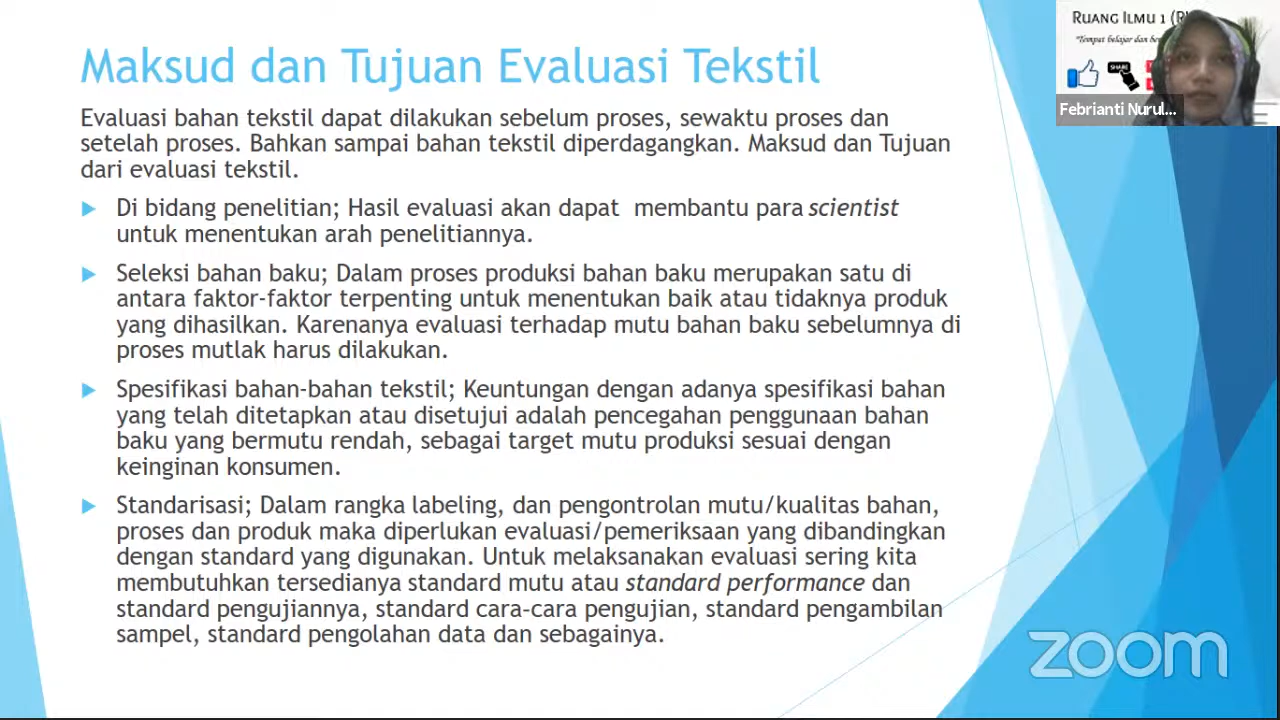 Maksud dan Tujuan Evaluasi Tekstil
Evaluasi bahan tekstil dapat dilakukan sebelum proses, sewaktu proses dan
setelah proses. Bahkan sampai bahan tekstil diperdagangkan. Maksud dan Tujuan
dari evaluasi tekstil.
Di bidang penelitian; Hasil evaluasi akan dapat membantu para scientist
untuk menentukan arah penelitiannya.
Seleksi bahan baku; Dalam proses produksi bahan baku merupakan satu di
antara faktor-faktor terpenting untuk menentukan baik atau tidaknya produk
yang dihasilkan. Karenanya evaluasi terhadap mutu bahan baku sebelumnya di
proses mutlak harus dilakukan.
Spesifikasi bahan-bahan tekstil; Keuntungan dengan adanya spesifikasi bahan
yang telah ditetapkan atau disetujui adalah pencegahan penggunaan bahan
baku yang bermutu rendah, sebagai target mutu produksi sesuai dengan
keinginan konsumen.
Standarisasi; Dalam rangka labeling, dan pengontrolan mutu/kualitas bahan,
proses dan produk maka diperlukan evaluasi/pemeriksaan yang dibandingkan
dengan standard yang digunakan. Untuk melaksanakan evaluasi sering kita
membutuhkan tersedianya standard mutu atau standard performance dan
standard pengujiannya, standard cara-cara pengujian, standard pengambilan
sampel, standard pengolahan data dan sebagainya.
Ruang Ilmu 1
"Tempat belajar dan
SHARE
Febrianti Nurul...
zoom